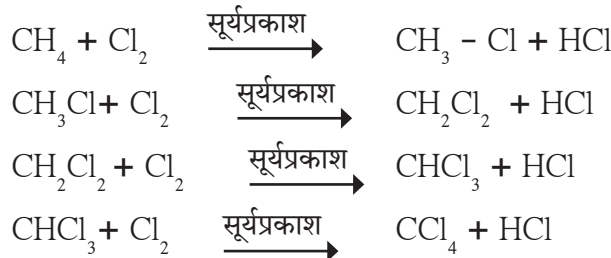 CH₄ + Cl₂ सूर्यप्रकाश → CH₃ – Cl + HCl
CH₃Cl+ Cl₂ सूर्यप्रकाश → CH₂Cl₂ + HCl
CH₂Cl₂ + Cl₂ सूर्यप्रकाश → CHCl₃ + HCl
CHCl₃+ Cl₂ सूर्यप्रकाश → CCl₄ + HCl